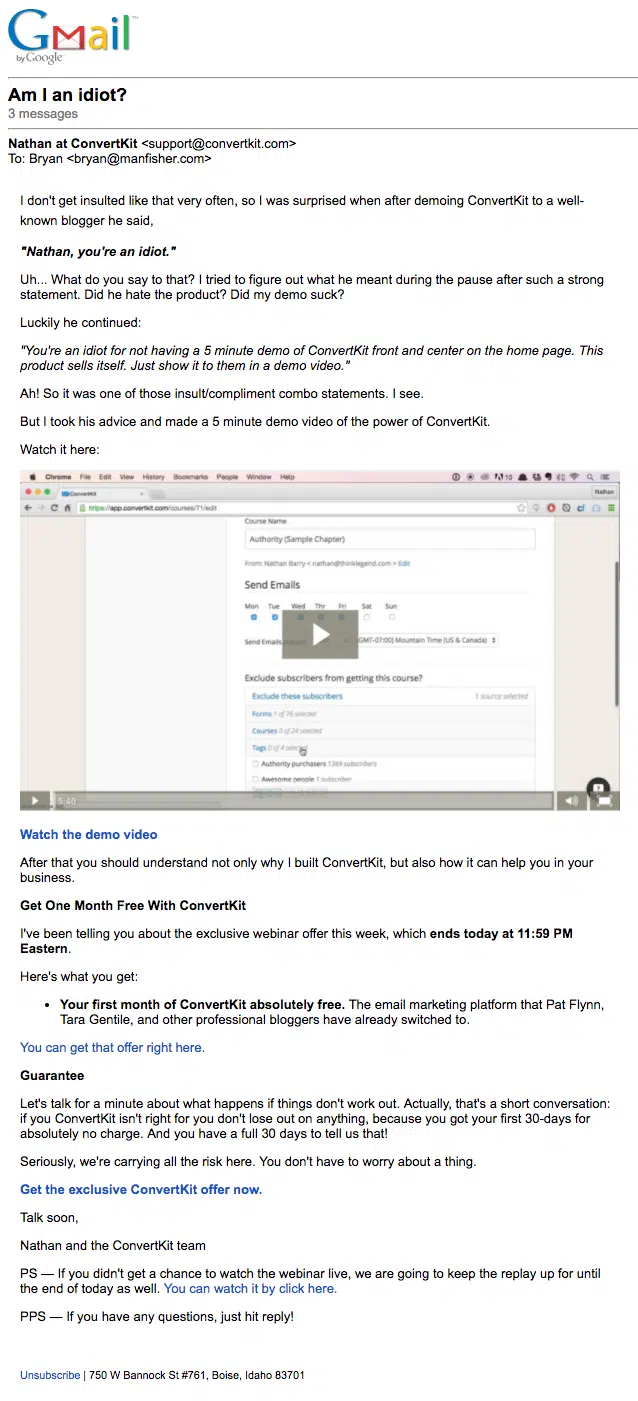 Gmail™
by Google
Am I an idiot?
3 messages
Nathan at ConvertKit <support@convertkit.com>
To: Bryan <bryan@manfisher.com>
I don't get insulted like that very often, so I was surprised when after demoing ConvertKit to a well-
known blogger he said,
"Nathan, you're an idiot."
Uh... What do you say to that? I tried to figure out what he meant during the pause after such a strong
statement. Did he hate the product? Did my demo suck?
Luckily he continued:
"You're an idiot for not having a 5 minute demo of ConvertKit front and center on the home page. This
product sells itself. Just show it to them in a demo video."
Ah! So it was one of those insult/compliment combo statements. I see.
But I took his advice and made a 5 minute demo video of the power of ConvertKit.
Watch it here:
Chrome File Edit View History Bookmarks People Window Help
ConvertKit
Nathan
https://app.convertkit.com/courses/71/edit
Course Name
Authority (Sample Chapter)
From: Nathan Barry < nathan@thinklegend.com > Edit
Send Emails
Mon Tue Wed Thr Fri Sat Sun
Send Emails GMT-07:00) Mountain Time (US & Canada)
Exclude subscribers from getting this course?
Exclude these subscribers 1 source selected
Forms 1 of 76 selected
Courses 0 of 24 selected
Tags 0 of 4 selected
Authority purchasers 1369 subscribers
Awesome people 1 subscriber
5:40
Watch the demo video
After that you should understand not only why I built ConvertKit, but also how it can help you in your
business.
Get One Month Free With ConvertKit
I've been telling you about the exclusive webinar offer this week, which ends today at 11:59 PM
Eastern.
Here's what you get:
• Your first month of ConvertKit absolutely free. The email marketing platform that Pat Flynn,
Tara Gentile, and other professional bloggers have already switched to.
You can get that offer right here.
Guarantee
Let's talk for a minute about what happens if things don't work out. Actually, that's a short conversation:
if you ConvertKit isn't right for you don't lose out on anything, because you got your first 30-days for
absolutely no charge. And you have a full 30 days to tell us that!
Seriously, we're carrying all the risk here. You don't have to worry about a thing.
Get the exclusive ConvertKit offer now.
Talk soon,
Nathan and the ConvertKit team
PS — If you didn't get a chance to watch the webinar live, we are going to keep the replay up for until
the end of today as well. You can watch it by click here.
PPS — If you have any questions, just hit reply!
Unsubscribe | 750 W Bannock St #761, Boise, Idaho 83701